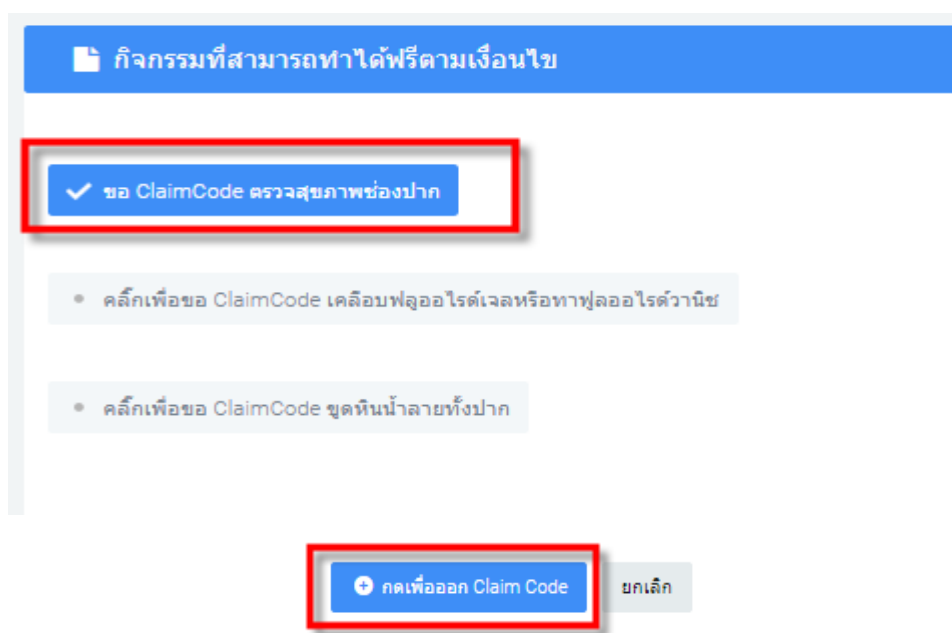 กิจกรรมที่สามารถทำได้ฟรีตามเงื่อนไข
ขอ ClaimCode ตรวจสุขภาพช่องปาก
คลิ๊กเพื่อขอ ClaimCode เคลือบฟลูออไรด์เจลหรือทาฟูลออไรด์วานิช
คลิ๊กเพื่อขอ ClaimCode ขูดหินน้ำลายทั้งปาก
กดเพื่อออก Claim Code ยกเลิก